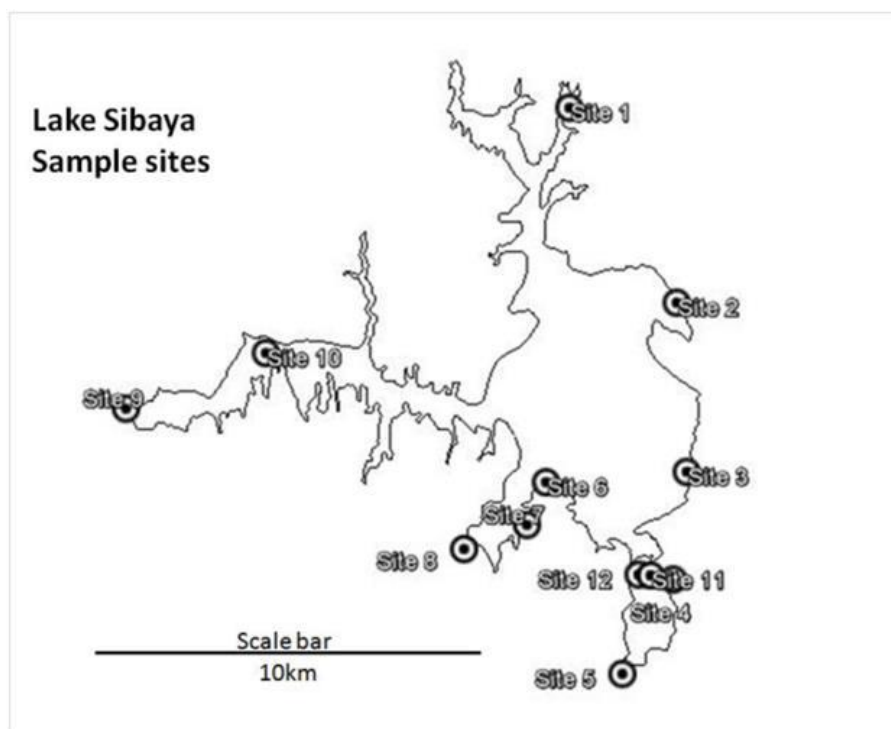 Lake Sibaya
Sample sites
Site 1
Site 2
Site 10
Site 9
Site 3
Site 6
Site 7
Site 8
Site 12
Site 11
Site 4
Scale bar
10km
Site 5